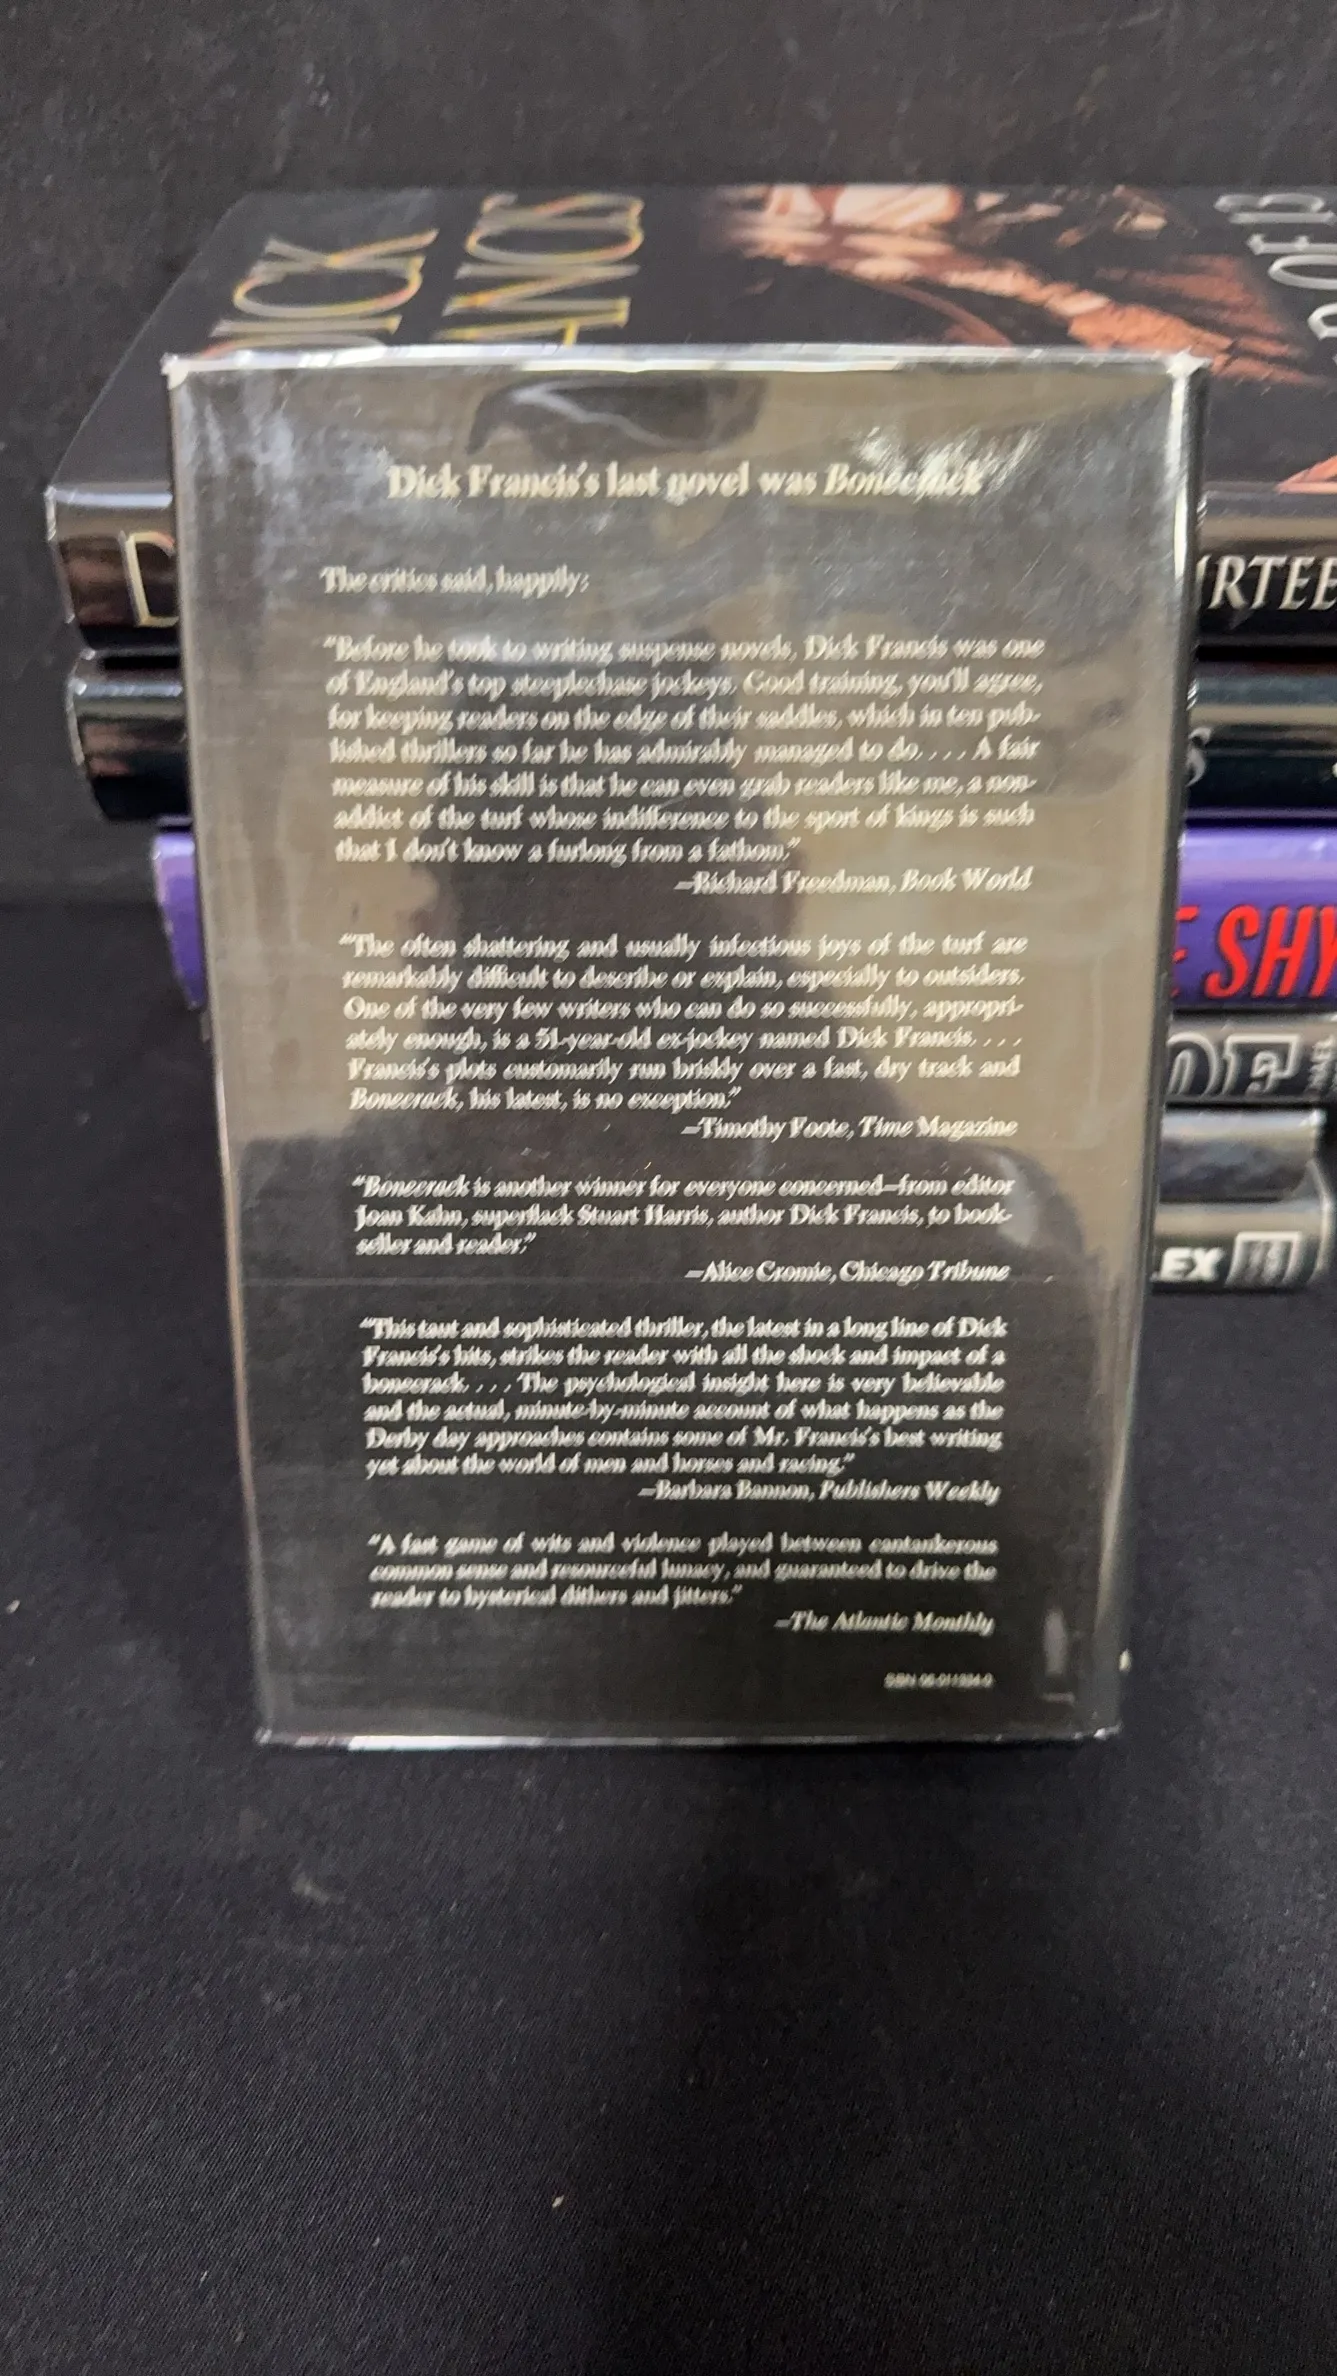 DICK
Dick Francis's last novel was Bonecrack
The critics said, happily:
"Before he took to writing suspense novels, Dick Francis was one
of England's top steeplechase jockeys. Good training, you'll agree,
for keeping readers on the edge of their saddles, which in ten pub-
lished thrillers so far he has admirably managed to do. . . . A fair
measure of his skill is that he can even grab readers like me, a non-
addict of the turf whose indifference to the sport of kings is such
that I don't know a furlong from a fathom."
—Richard Freedman, Book World
"The often shattering and usually infectious joys of the turf are
remarkably difficult to describe or explain, especially to outsiders.
One of the very few writers who can do so successfully, appropri-
ately enough, is a 51-year-old ex-jockey named Dick Francis. . . .
Francis's plots customarily run briskly over a fast, dry track and
Bonecrack, his latest, is no exception."
—Timothy Foote, Time Magazine
"Bonecrack is another winner for everyone concerned—from editor
Joan Kahn, superflack Stuart Harris, author Dick Francis, to book-
seller and reader."
—Alice Cromie, Chicago Tribune
"This taut and sophisticated thriller, the latest in a long line of Dick
Francis's hits, strikes the reader with all the shock and impact of a
bonecrack. . . . The psychological insight here is very believable
and the actual, minute-by-minute account of what happens as the
Derby day approaches contains some of Mr. Francis's best writing
yet about the world of men and horses and racing."
—Barbara Bannon, Publishers Weekly
"A fast game of wits and violence played between cantankerous
common sense and resourceful lunacy, and guaranteed to drive the
reader to hysterical dithers and jitters."
—The Atlantic Monthly
RTEE
E SHY
OF
LEX